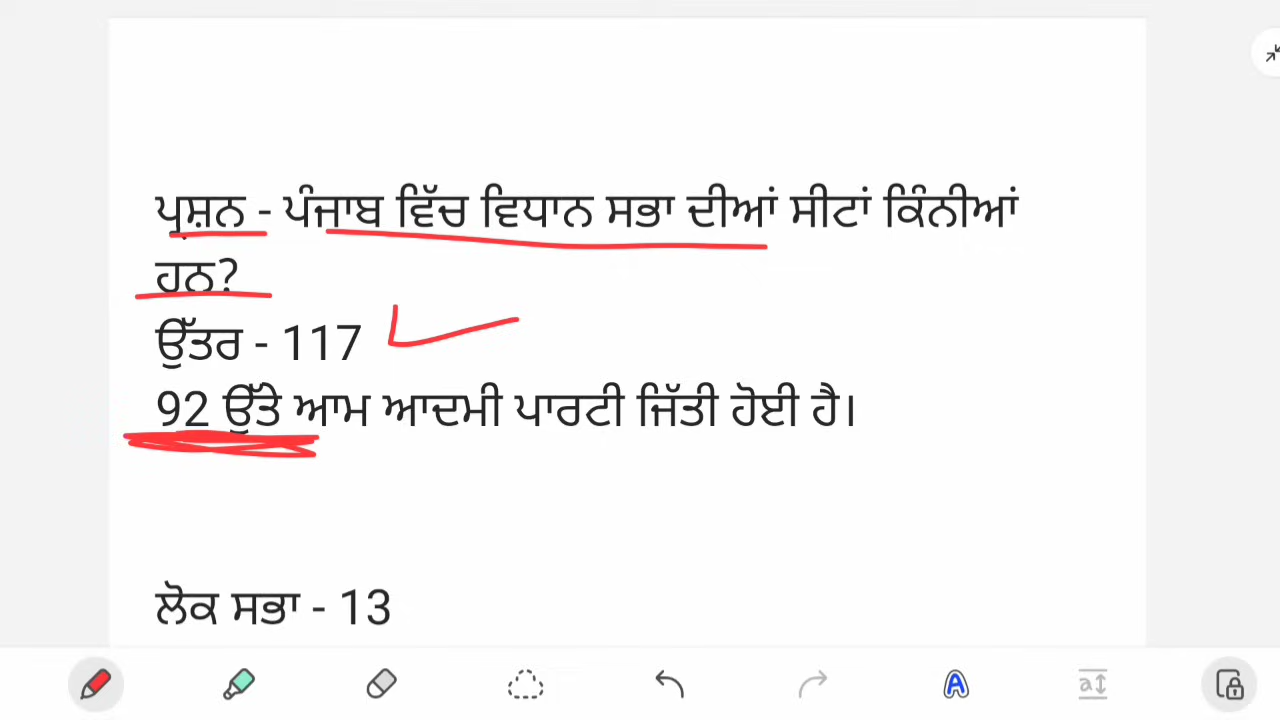 ਪ੍ਰਸ਼ਨ - ਪੰਜਾਬ ਵਿੱਚ ਵਿਧਾਨ ਸਭਾ ਦੀਆਂ ਸੀਟਾਂ ਕਿੰਨੀਆਂ
ਹਨ?
ਉੱਤਰ - 117
92 ਉੱਤੇ ਆਮ ਆਦਮੀ ਪਾਰਟੀ ਜਿੱਤੀ ਹੋਈ ਹੈ।
ਲੋਕ ਸਭਾ - 13
A a